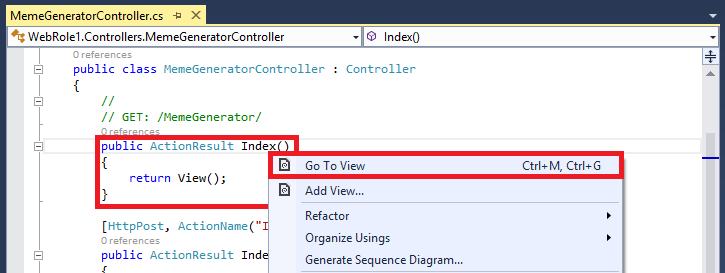 MemeGeneratorController.cs
WebRole1.Controllers.MemeGeneratorController Index()
0 references
public class MemeGeneratorController : Controller
{
//
// GET: /MemeGenerator/
0 references
public ActionResult Index()
{
return View();
}
Go To View Ctrl+M, Ctrl+G
Add View...
Refactor
Organize Usings
Generate Sequence Diagram...
[HttpPost, ActionName("I
0 references
public ActionResult Inde
{